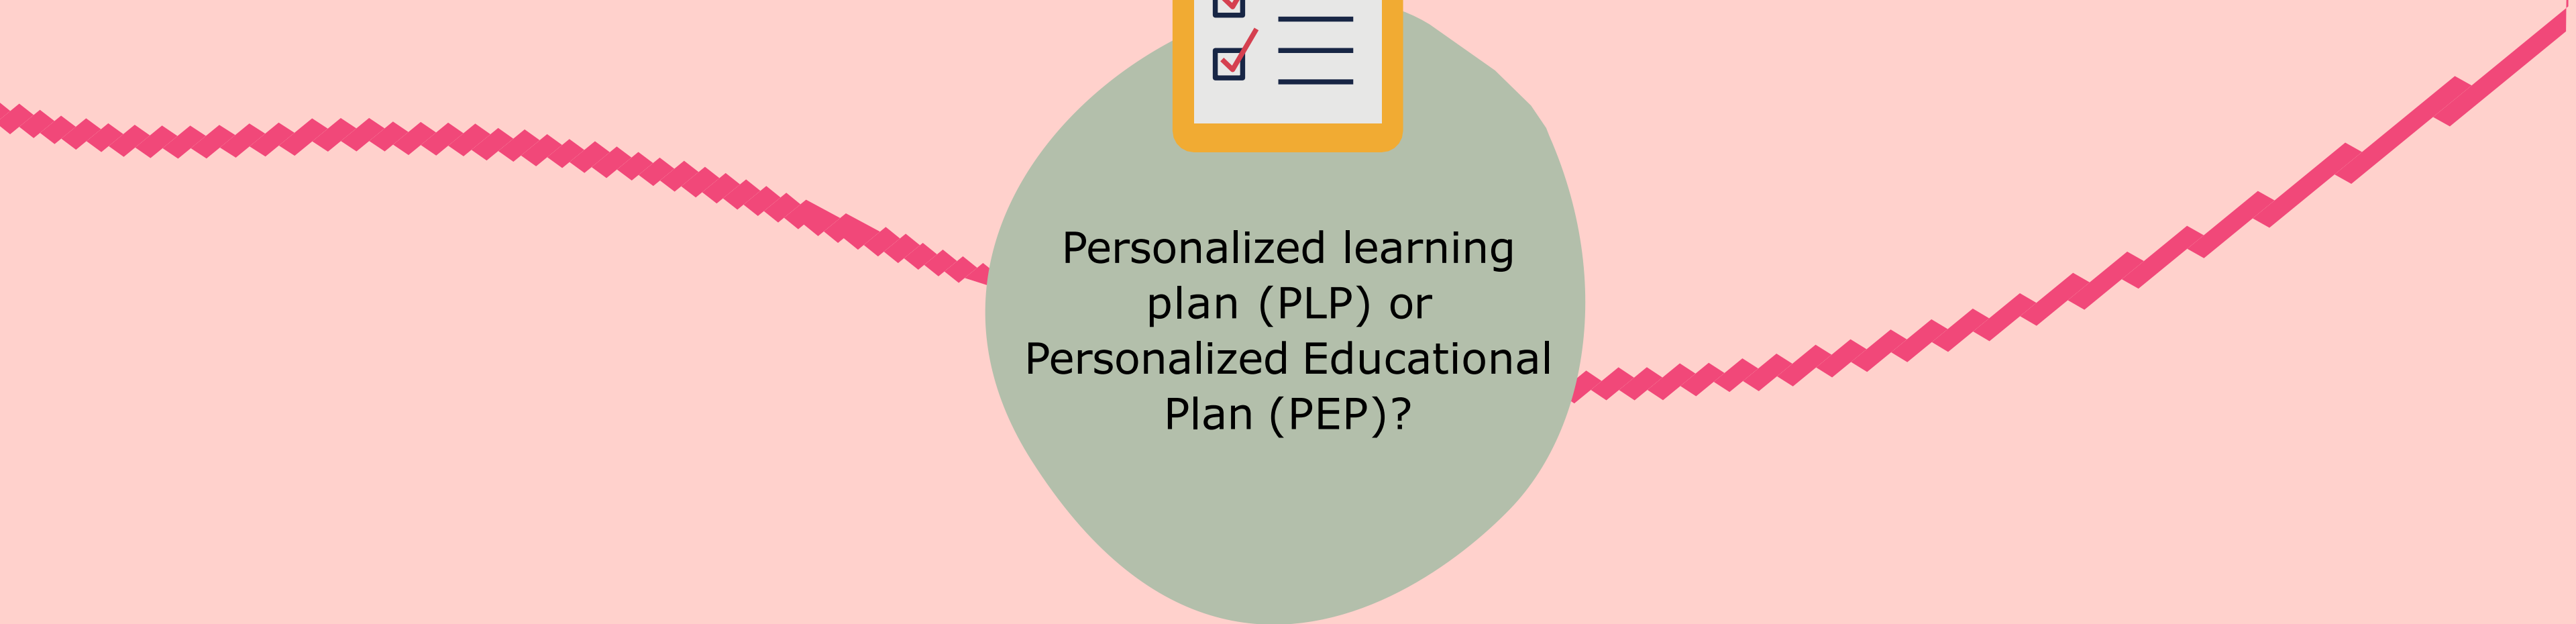 Personalized learning
plan (PLP) or
Personalized Educational
Plan (PEP)?